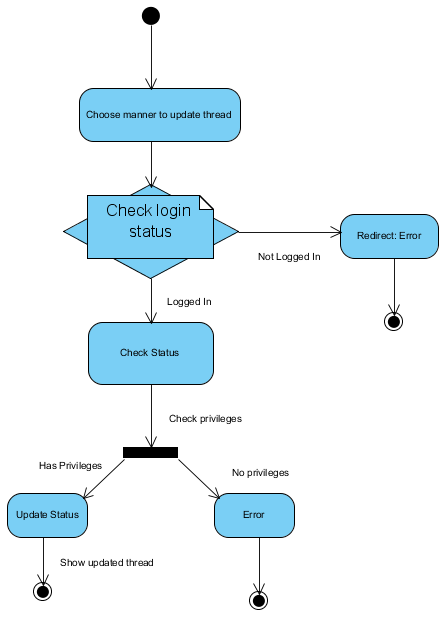 Choose manner to update thread
Check login
status
Redirect: Error
Not Logged In
Logged In
Check Status
Check privileges
Has Privileges
No privileges
Update Status
Error
Show updated thread